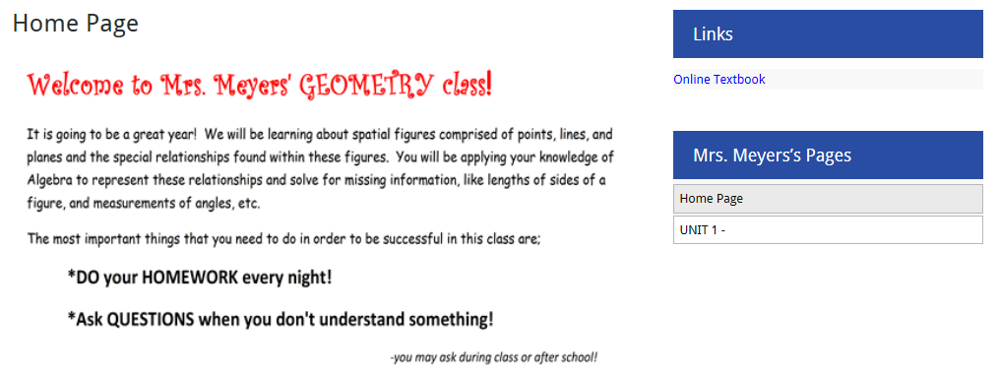 Home Page
Welcome to Mrs. Meyers' GEOMETRY class!
It is going to be a great year! We will be learning about spatial figures comprised of points, lines, and
planes and the special relationships found within these figures. You will be applying your knowledge of
Algebra to represent these relationships and solve for missing information, like lengths of sides of a
figure, and measurements of angles, etc.
The most important things that you need to do in order to be successful in this class are;
*DO your HOMEWORK every night!
*Ask QUESTIONS when you don't understand something!
-you may ask during class or after school!
Links
Online Textbook
Mrs. Meyers’s Pages
Home Page
UNIT 1 -